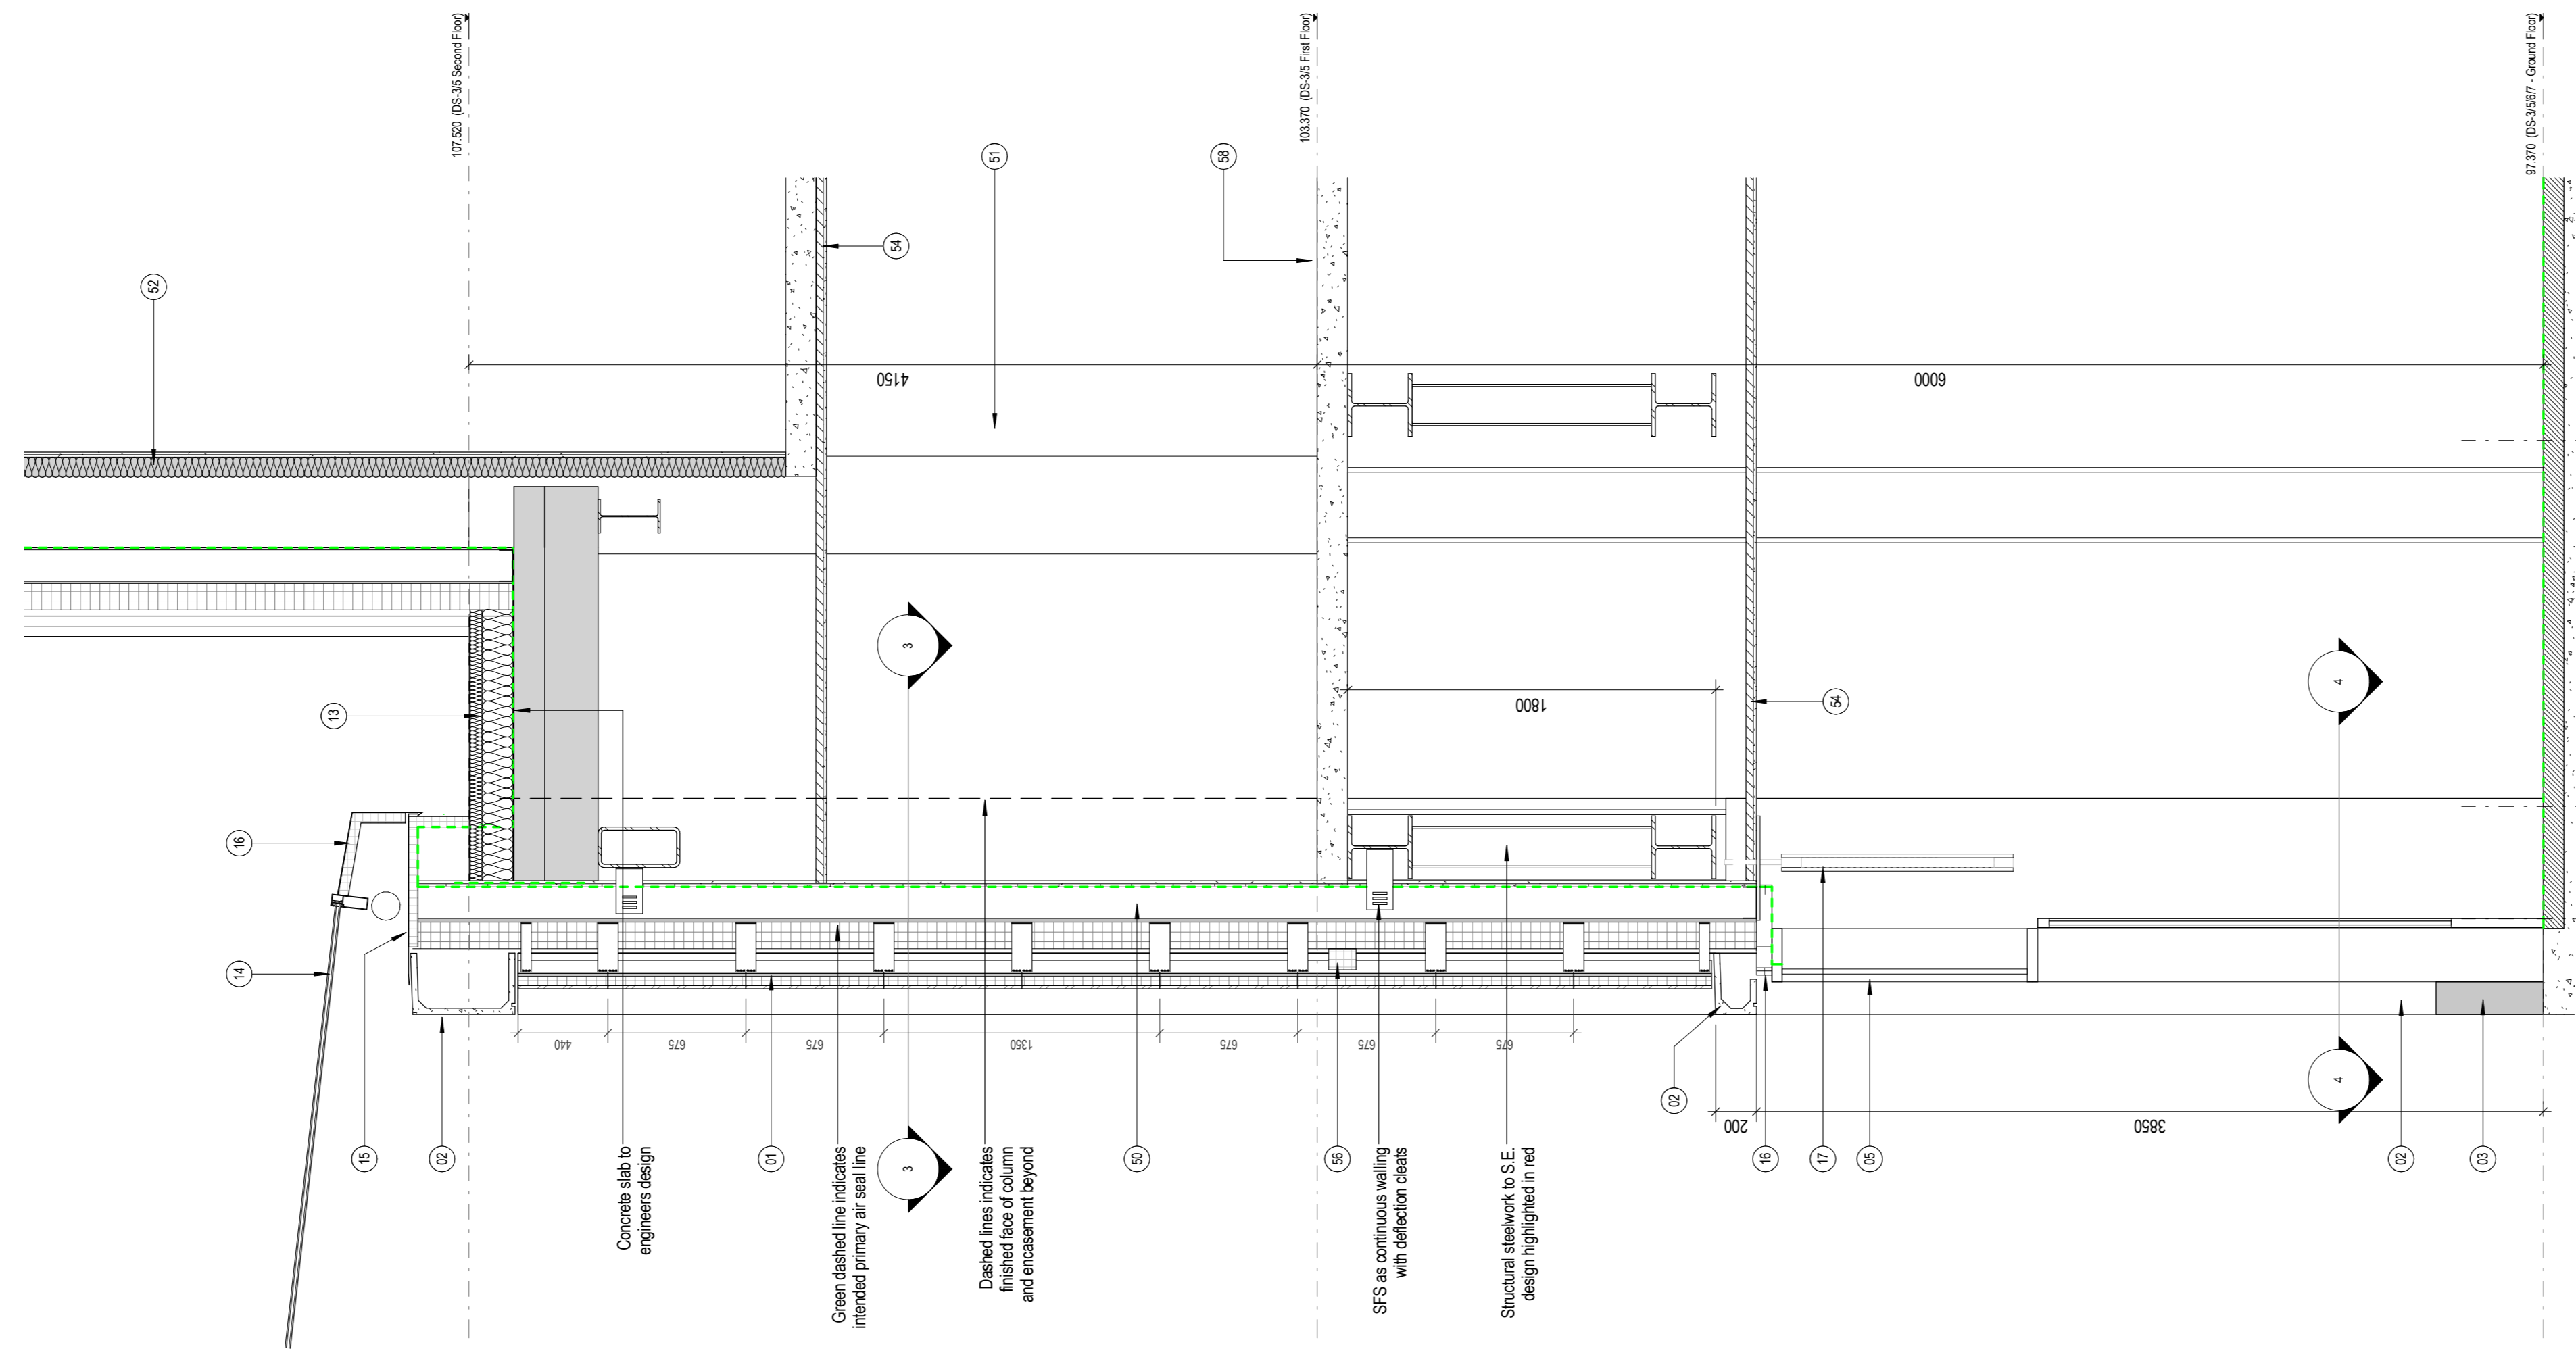 107.520 (DS-3/5 Second Floor)
103.370 (DS-3/5 First Floor)
97.370 (DS-3/5/6/7 - Ground Floor)
52
54
51
58
4150
6000
13
3
1800
54
4
16
14
15
02
440
675
675
1350
675
675
675
02
200
3850
4
Concrete slab to
engineers design
01
Green dashed line indicates
intended primary air seal line
3
Dashed lines indicates
finished face of column
and encasement beyond
50
56
SFS as continuous walling
with deflection cleats
Structural steelwork to S.E.
design highlighted in red
16
17
05
02
03